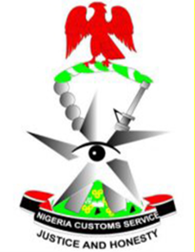 NIGERIA CUSTOMS SERVICE
JUSTICE AND HONESTY